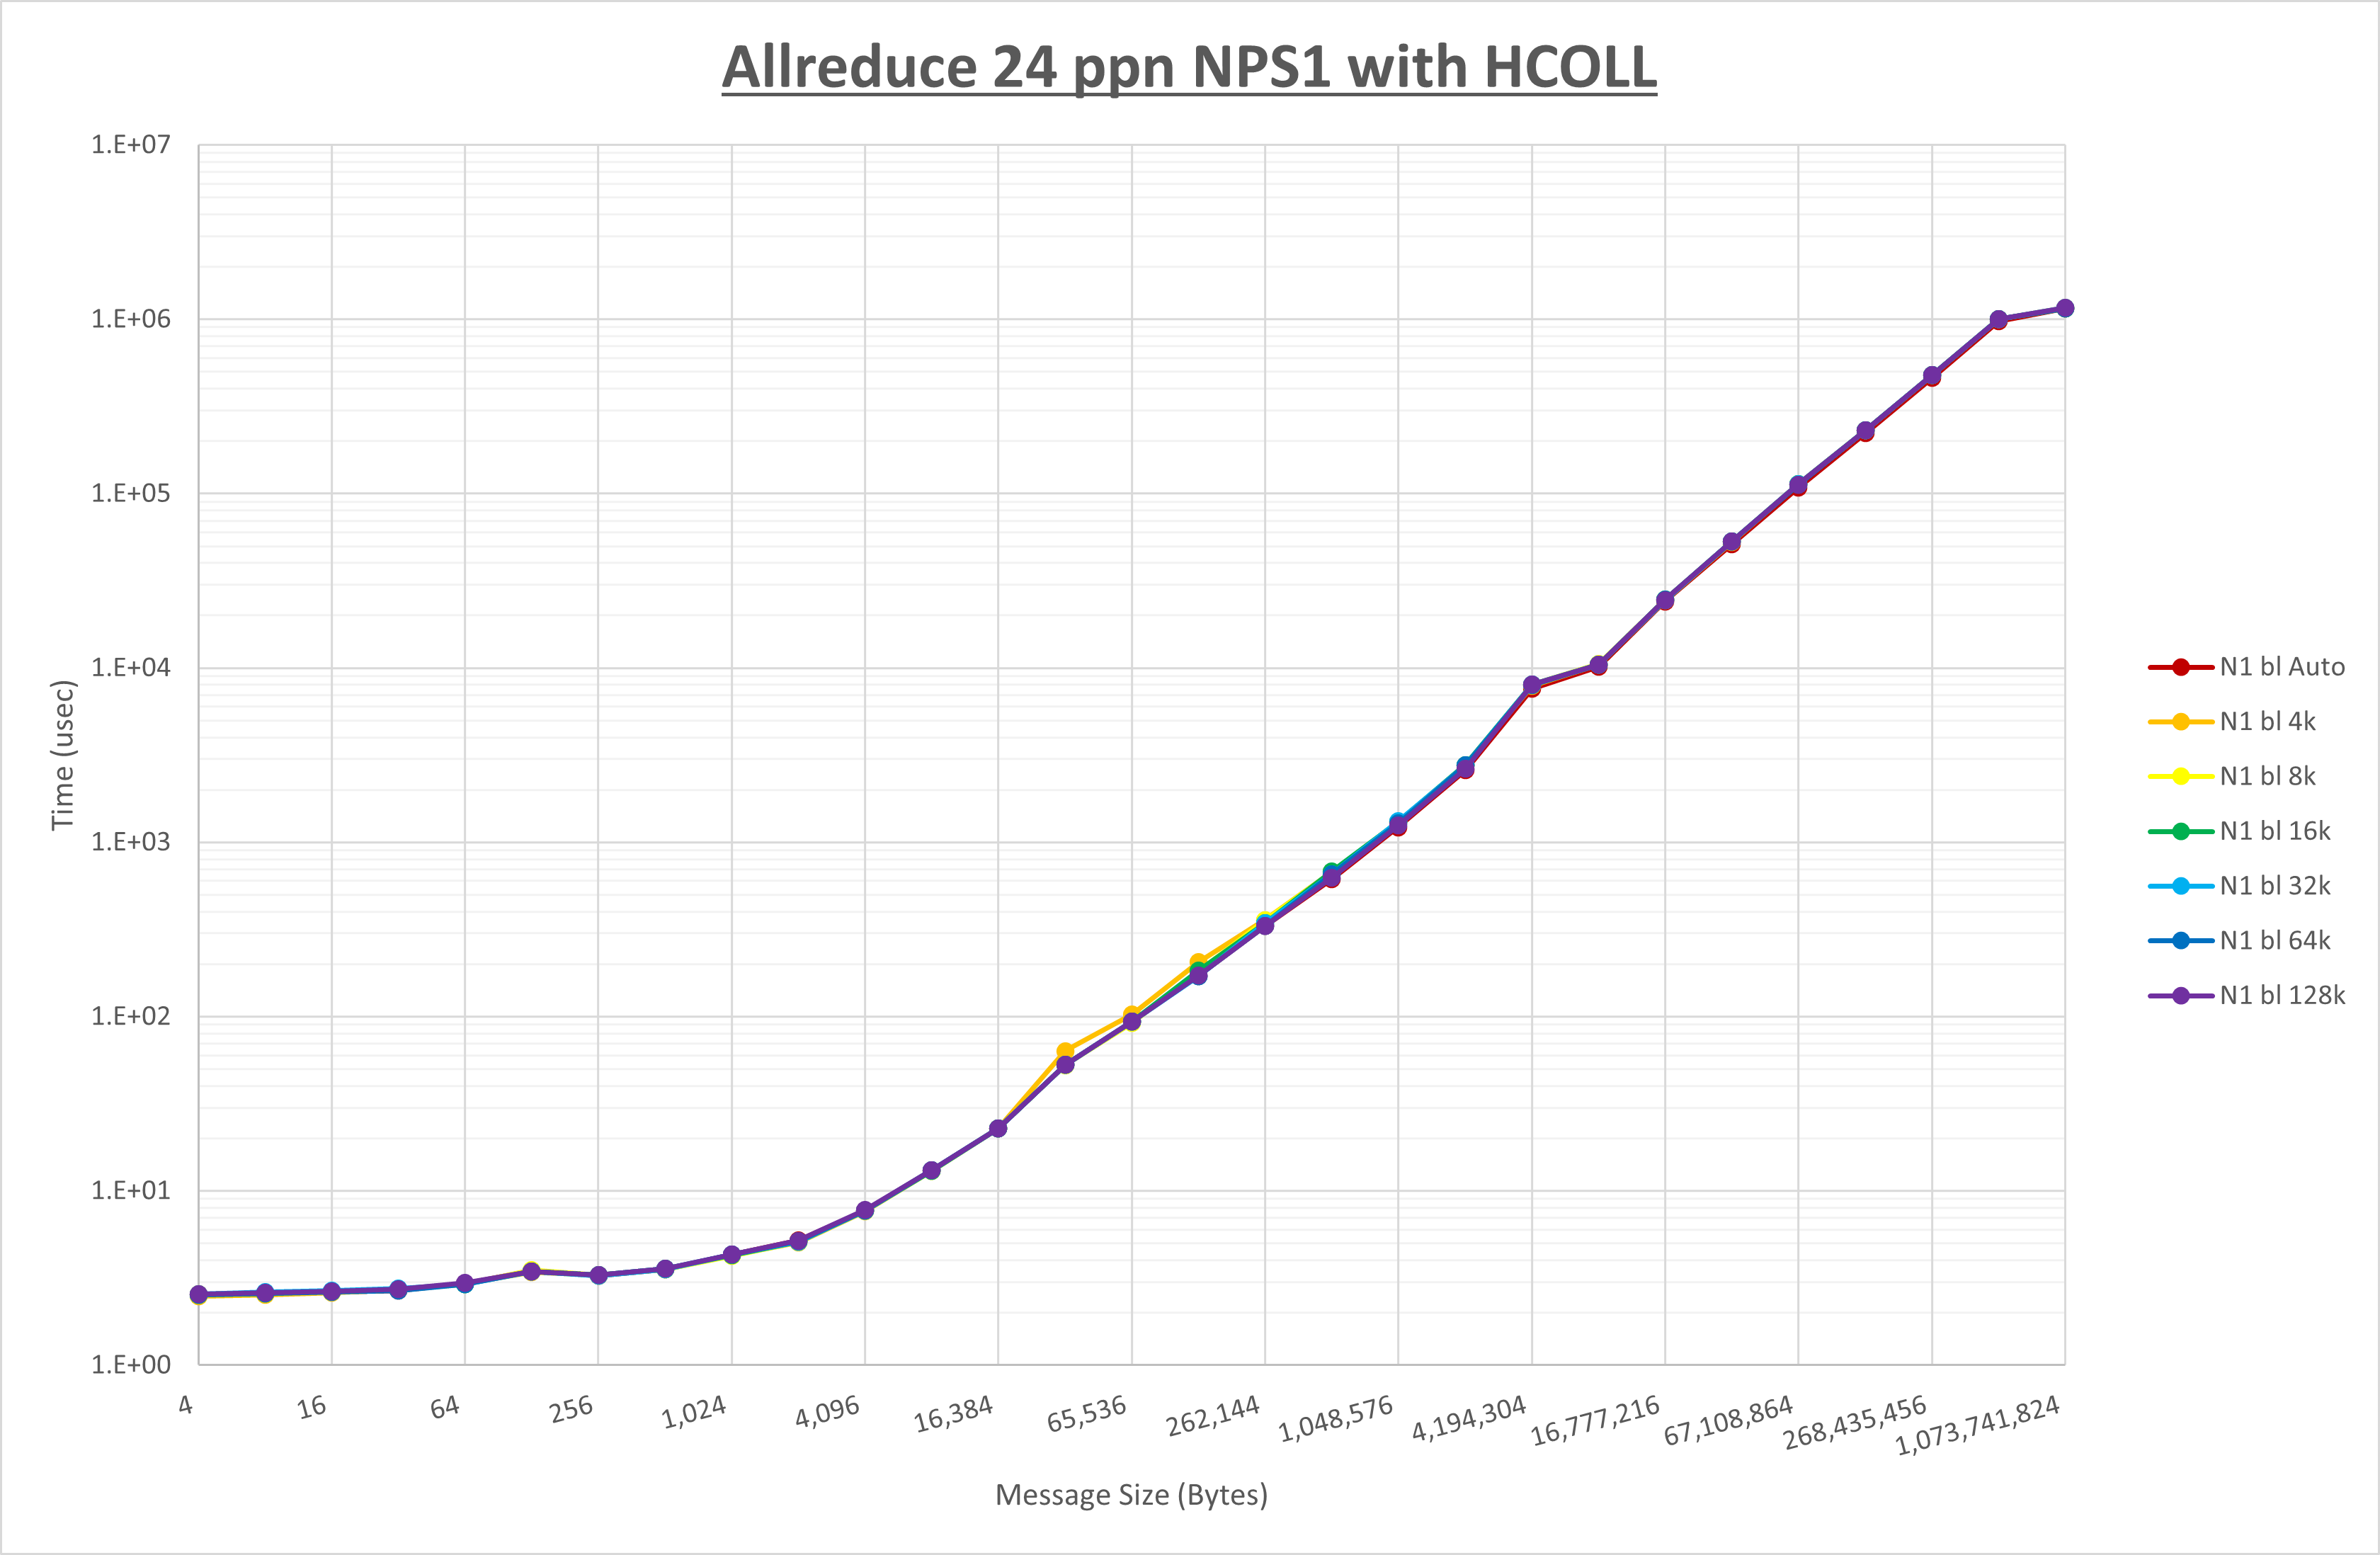 Allreduce 24 ppn NPS1 with HCOLL
1.E+07
1.E+06
1.E+05
1.E+04
1.E+03
1.E+02
1.E+01
1.E+00
Time (usec)
4
16
64
256
1,024
4,096
16,384
65,536
262,144
1,048,576
4,194,304
16,777,216
67,108,864
268,435,456
1,073,741,824
Message Size (Bytes)
N1 bl Auto
N1 bl 4k
N1 bl 8k
N1 bl 16k
N1 bl 32k
N1 bl 64k
N1 bl 128k